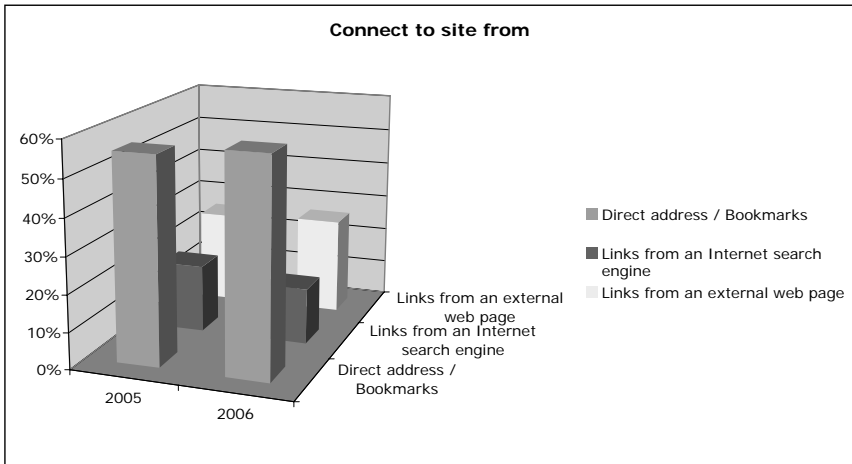 Connect to site from
60%
50%
40%
30%
20%
10%
0%
2005
2006
Links from an external
web page
Links from an Internet
search engine
Direct address /
Bookmarks
Direct address / Bookmarks
Links from an Internet search
engine
Links from an external web page